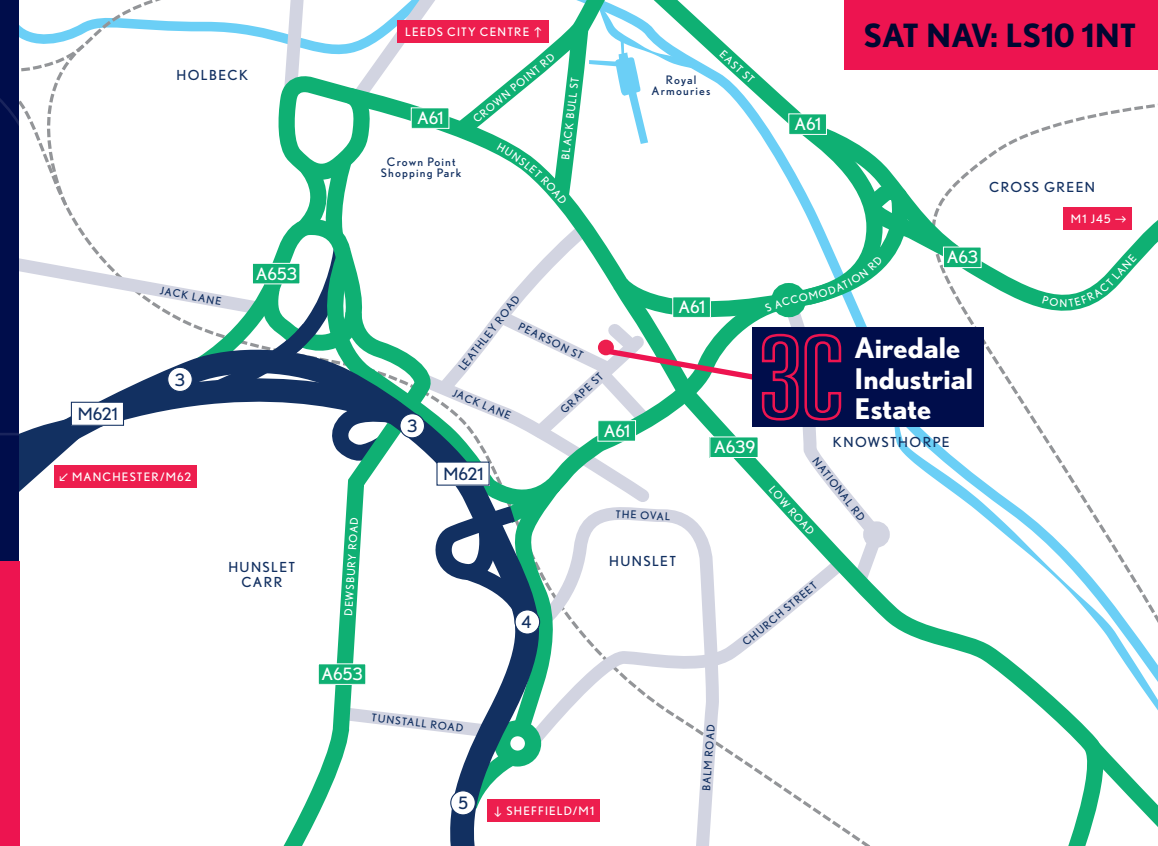 SAT NAV: LS10 1NT
LEEDS CITY CENTRE ↑
HOLBECK
EAST ST
CROWN POINT RD
Royal
Armouries
BLACK BULL ST
A61
A61
HUNSLET ROAD
Crown Point
Shopping Park
CROSS GREEN
M1 J45 →
A63
A653
S ACCOMODATION RD
PONTEFRACT LANE
JACK LANE
A61
LEATHLEY ROAD
PEARSON ST
3C
Airedale
Industrial
Estate
3
GRAPE ST
JACK LANE
M621
3
A61
A639
KNOWSTHORPE
↙ MANCHESTER/M62
M621
NATIONAL RD
LOW ROAD
THE OVAL
DEWSBURY ROAD
HUNSLET
CARR
HUNSLET
4
CHURCH STREET
A653
TUNSTALL ROAD
BALM ROAD
5
↓ SHEFFIELD/M1